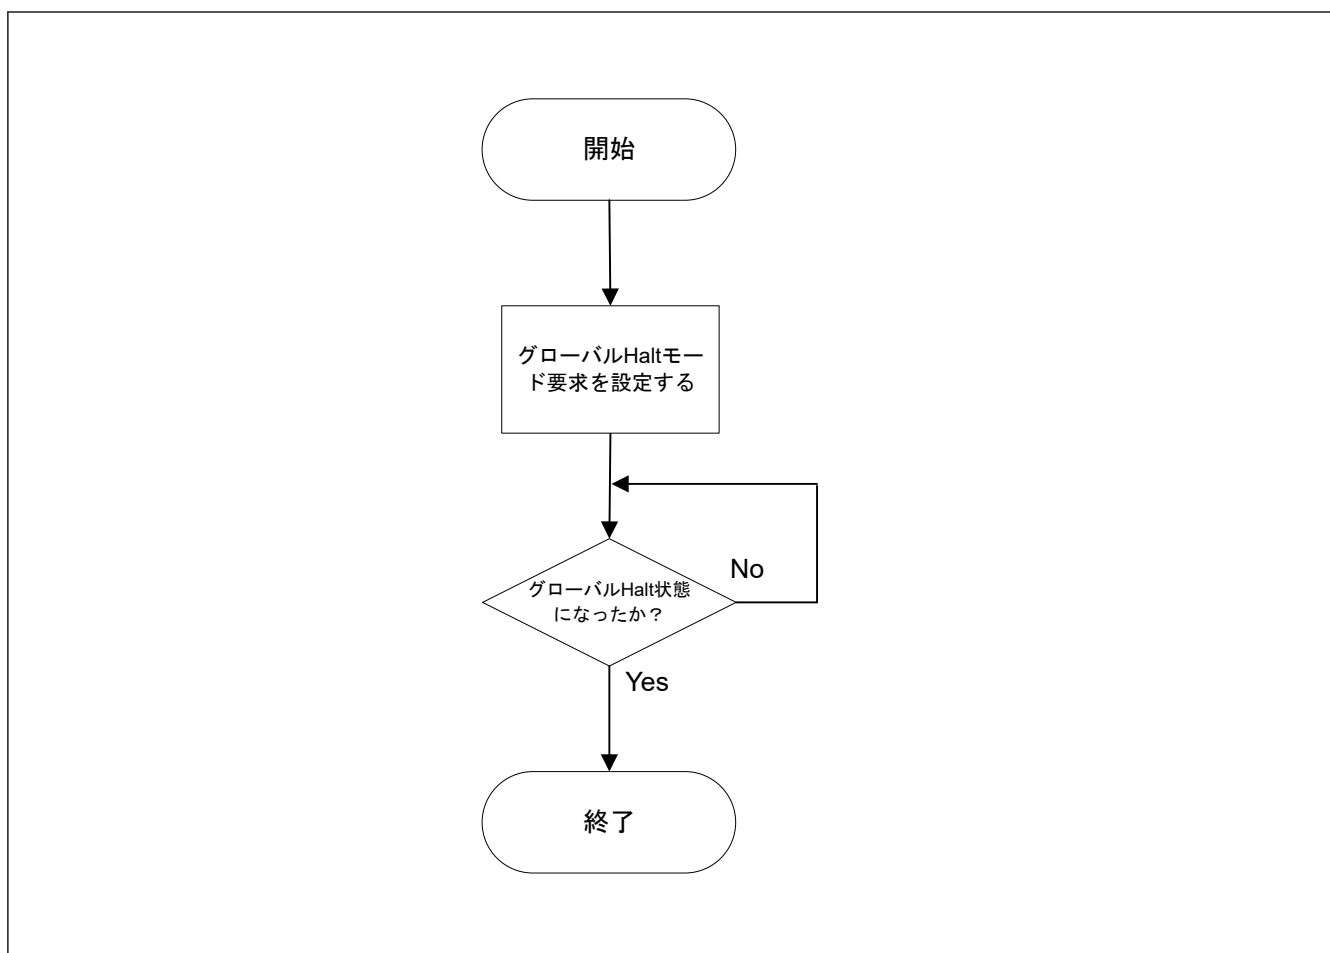 開始
グローバルHaltモー
ド要求を設定する
グローバルHalt状態
になったか？
No
Yes
終了